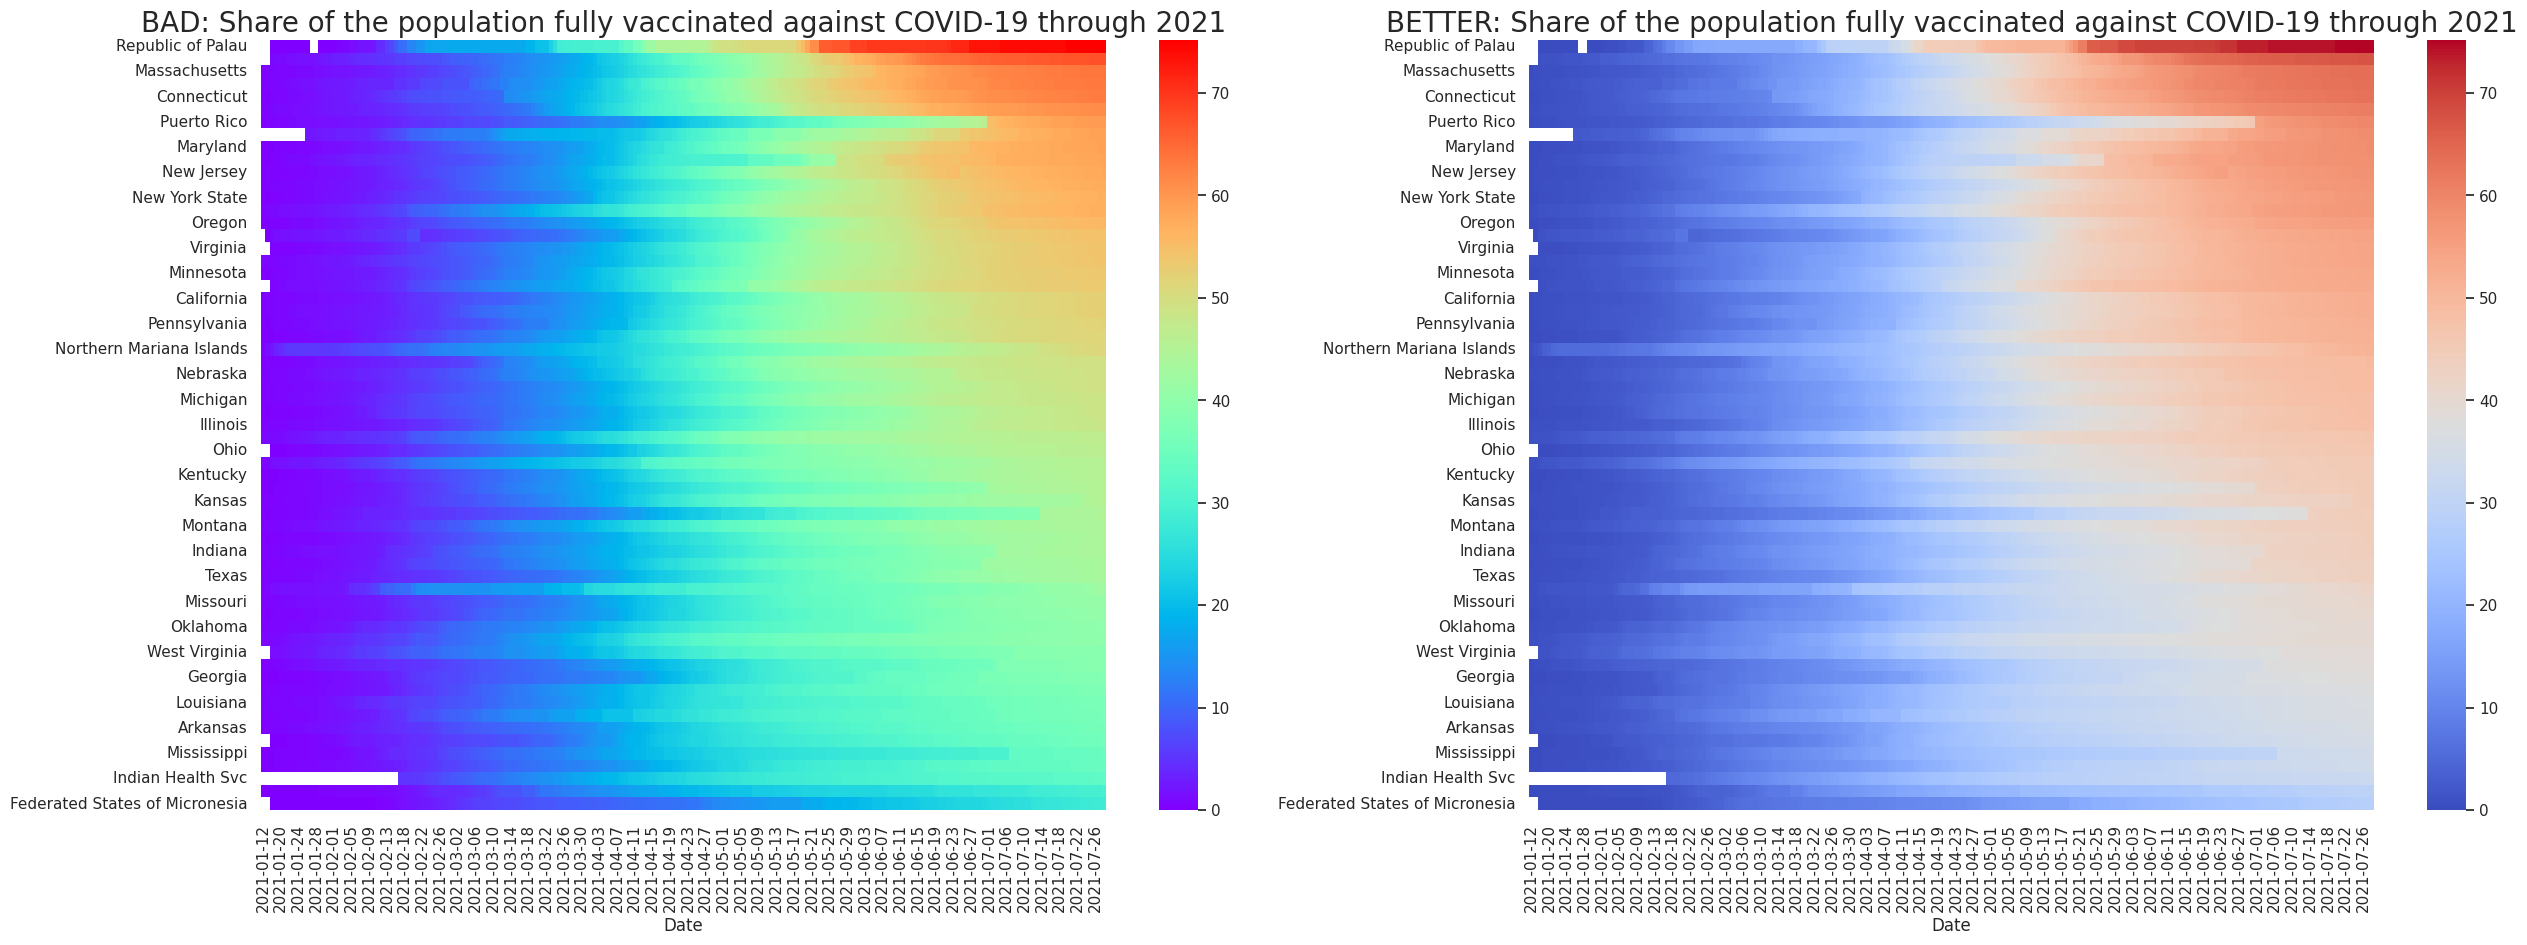 BAD: Share of the population fully vaccinated against COVID-19 through 2021
Republic of Palau
Massachusetts
Connecticut
Puerto Rico
Maryland
New Jersey
New York State
Oregon
Virginia
Minnesota
California
Pennsylvania
Northern Mariana Islands
Nebraska
Michigan
Illinois
Ohio
Kentucky
Kansas
Montana
Indiana
Texas
Missouri
Oklahoma
West Virginia
Georgia
Louisiana
Arkansas
Mississippi
Indian Health Svc
Federated States of Micronesia
70
60
50
40
30
20
10
0
2021-01-12
2021-01-20
2021-01-24
2021-01-28
2021-02-01
2021-02-05
2021-02-09
2021-02-13
2021-02-18
2021-02-22
2021-02-26
2021-03-02
2021-03-06
2021-03-10
2021-03-14
2021-03-18
2021-03-22
2021-03-26
2021-03-30
2021-04-03
2021-04-07
2021-04-11
2021-04-15
2021-04-19
2021-04-23
2021-04-27
2021-05-01
2021-05-05
2021-05-09
2021-05-13
2021-05-17
2021-05-21
2021-05-25
2021-05-29
2021-06-03
2021-06-07
2021-06-11
2021-06-15
2021-06-19
2021-06-23
2021-06-27
2021-07-01
2021-07-06
2021-07-10
2021-07-14
2021-07-18
2021-07-22
2021-07-26
Date
BETTER: Share of the population fully vaccinated against COVID-19 through 2021
Republic of Palau
Massachusetts
Connecticut
Puerto Rico
Maryland
New Jersey
New York State
Oregon
Virginia
Minnesota
California
Pennsylvania
Northern Mariana Islands
Nebraska
Michigan
Illinois
Ohio
Kentucky
Kansas
Montana
Indiana
Texas
Missouri
Oklahoma
West Virginia
Georgia
Louisiana
Arkansas
Mississippi
Indian Health Svc
Federated States of Micronesia
70
60
50
40
30
20
10
0
2021-01-12
2021-01-20
2021-01-24
2021-01-28
2021-02-01
2021-02-05
2021-02-09
2021-02-13
2021-02-18
2021-02-22
2021-02-26
2021-03-02
2021-03-06
2021-03-10
2021-03-14
2021-03-18
2021-03-22
2021-03-26
2021-03-30
2021-04-03
2021-04-07
2021-04-11
2021-04-15
2021-04-19
2021-04-23
2021-04-27
2021-05-01
2021-05-05
2021-05-09
2021-05-13
2021-05-17
2021-05-21
2021-05-25
2021-05-29
2021-06-03
2021-06-07
2021-06-11
2021-06-15
2021-06-19
2021-06-23
2021-06-27
2021-07-01
2021-07-06
2021-07-10
2021-07-14
2021-07-18
2021-07-22
2021-07-26
Date